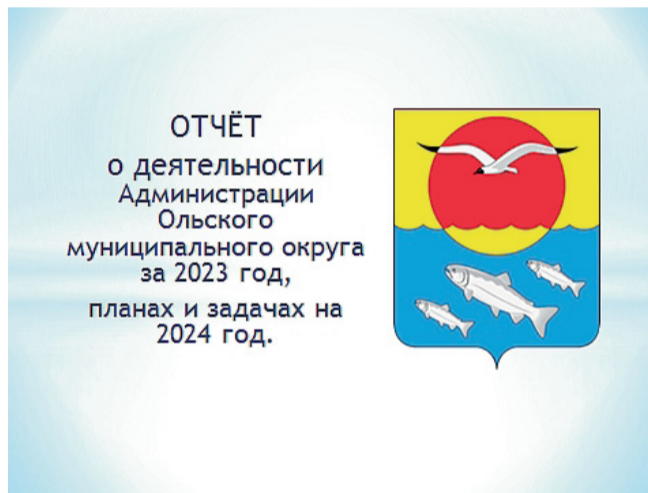 ОТЧЁТ
о деятельности
Администрации
Ольского
муниципального округа
за 2023 год,
планах и задачах на
2024 год.